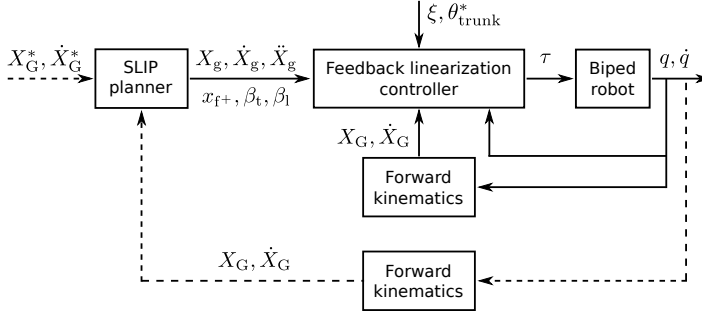 ξ, θ*trunk
X*G, Ẋ*G
SLIP
planner
Xg, Ẋg, Ẍg
xf+, βt, βl
Feedback linearization
controller
τ
Biped
robot
q, q̇
XG, ẊG
Forward
kinematics
XG, ẊG
Forward
kinematics